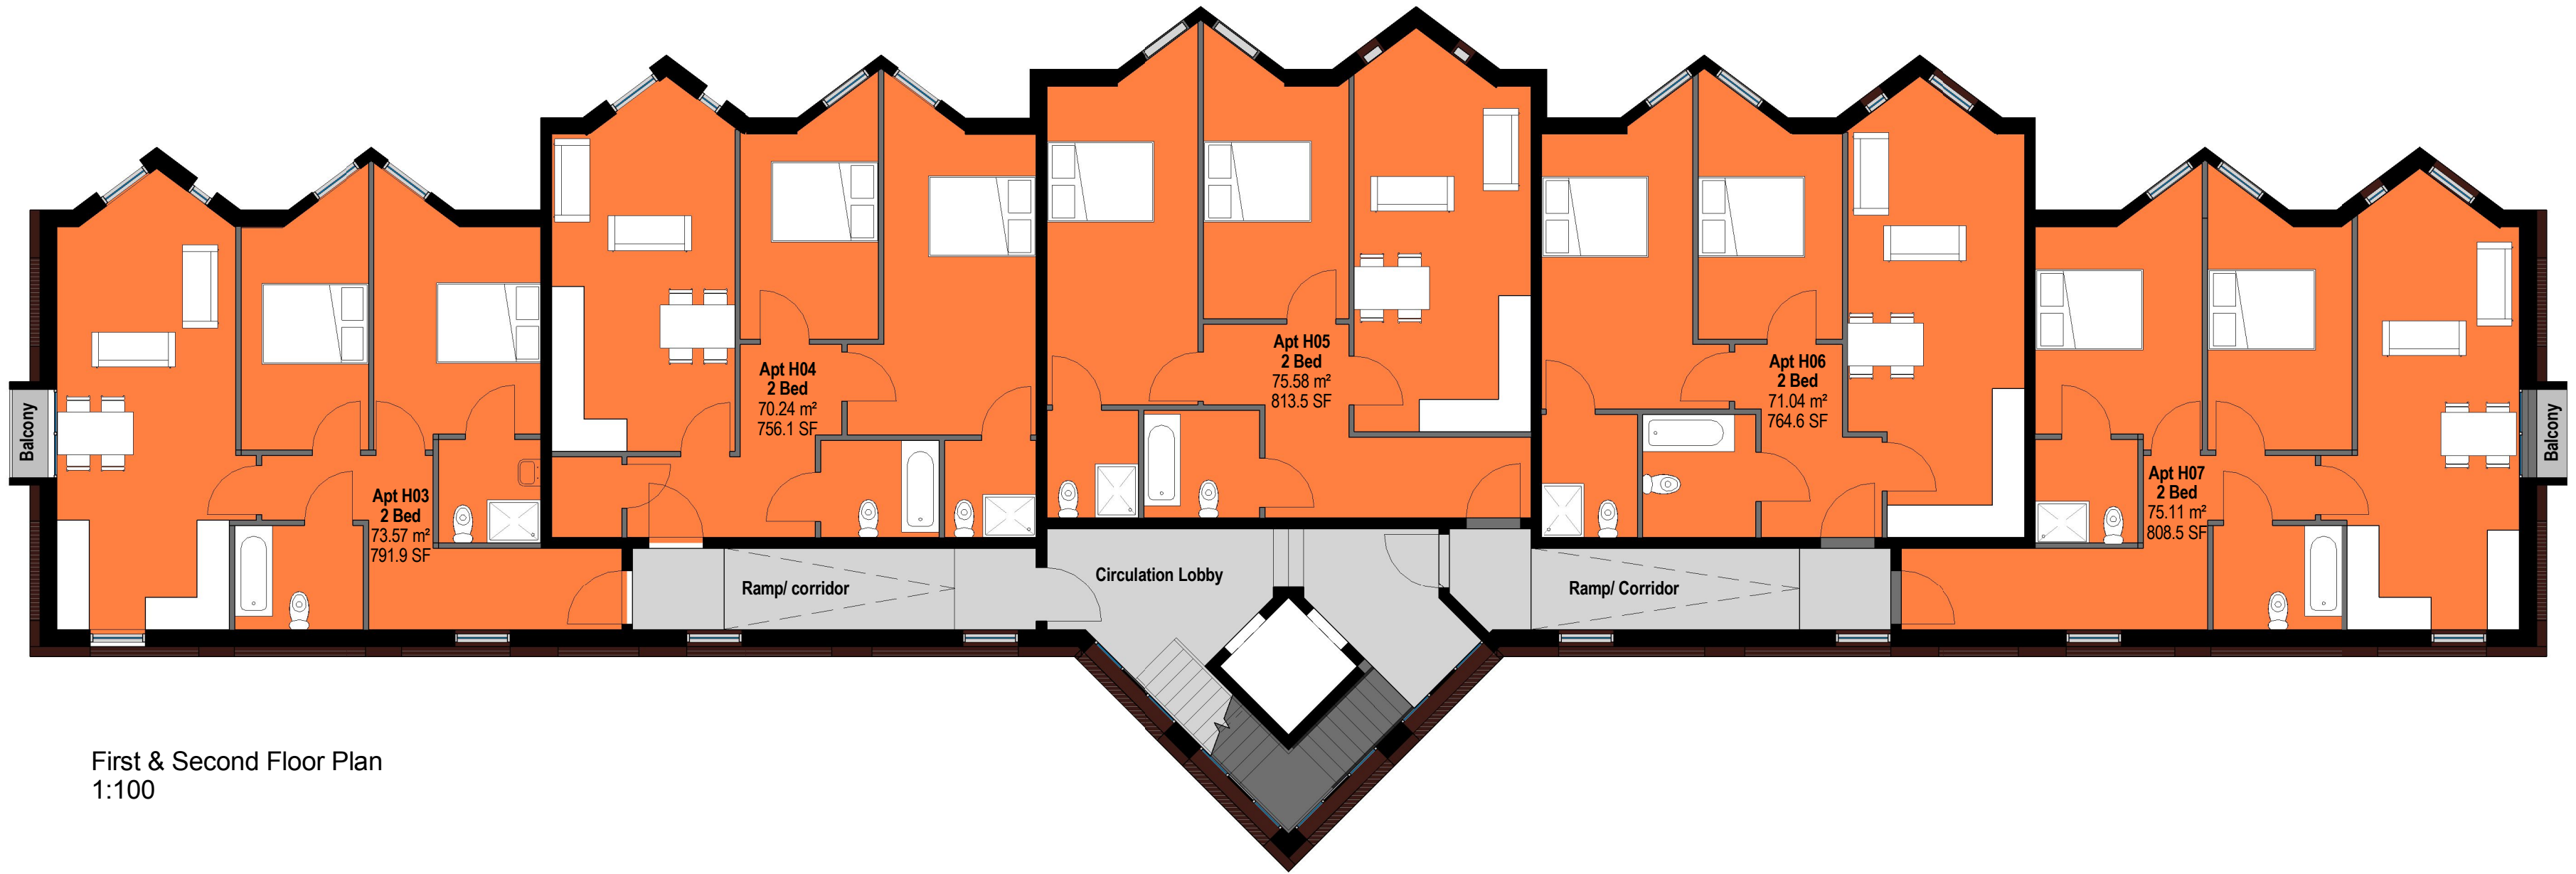 Apt H05
2 Bed
75.58 m²
813.5 SF
Apt H04
2 Bed
70.24 m²
756.1 SF
Apt H06
2 Bed
71.04 m²
764.6 SF
Balcony
Balcony
Apt H03
2 Bed
73.57 m²
791.9 SF
Apt H07
2 Bed
75.11 m²
808.5 SF
Ramp/ corridor
Circulation Lobby
Ramp/ Corridor
First & Second Floor Plan
1:100